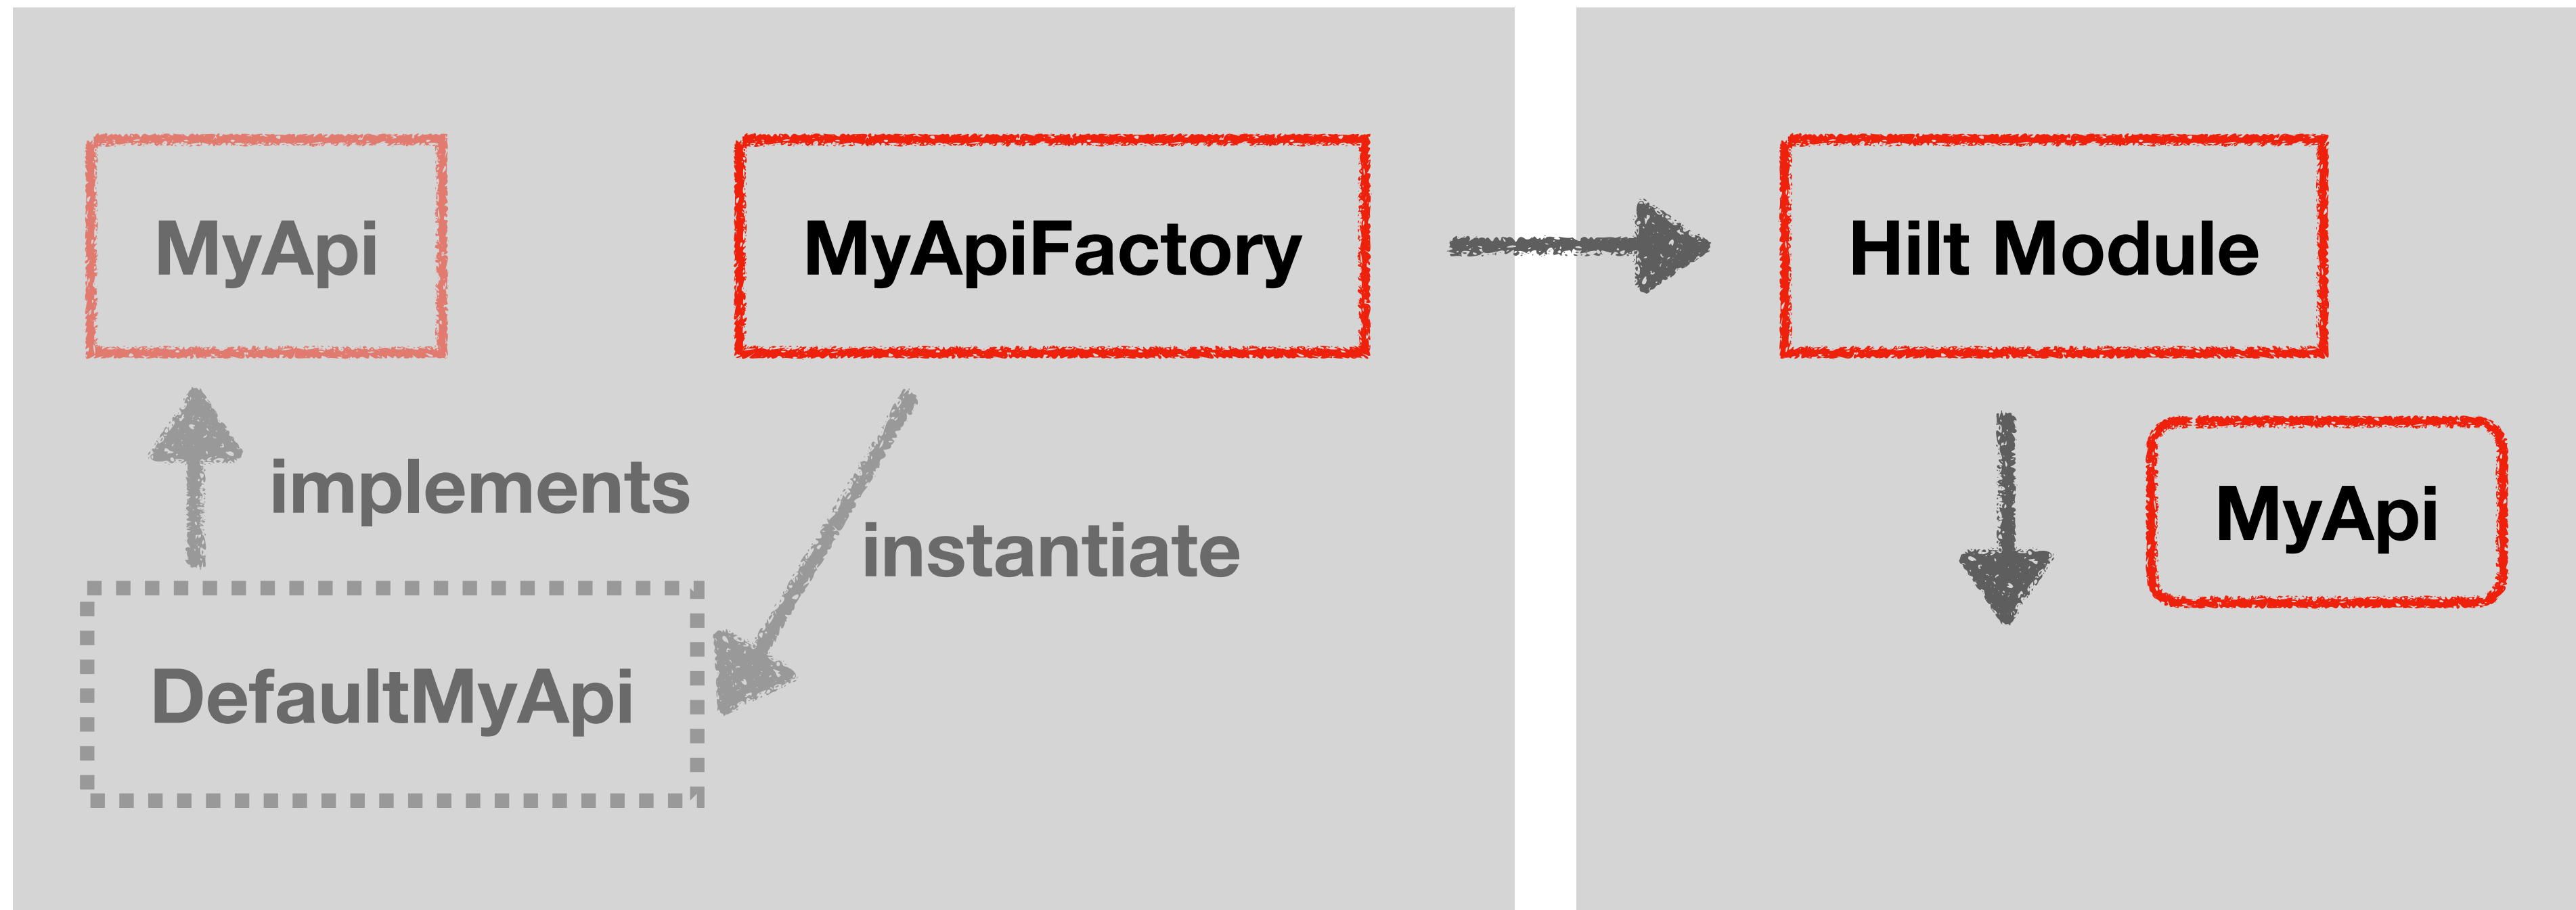 MyApi
MyApiFactory
Hilt Module
implements
instantiate
MyApi
DefaultMyApi